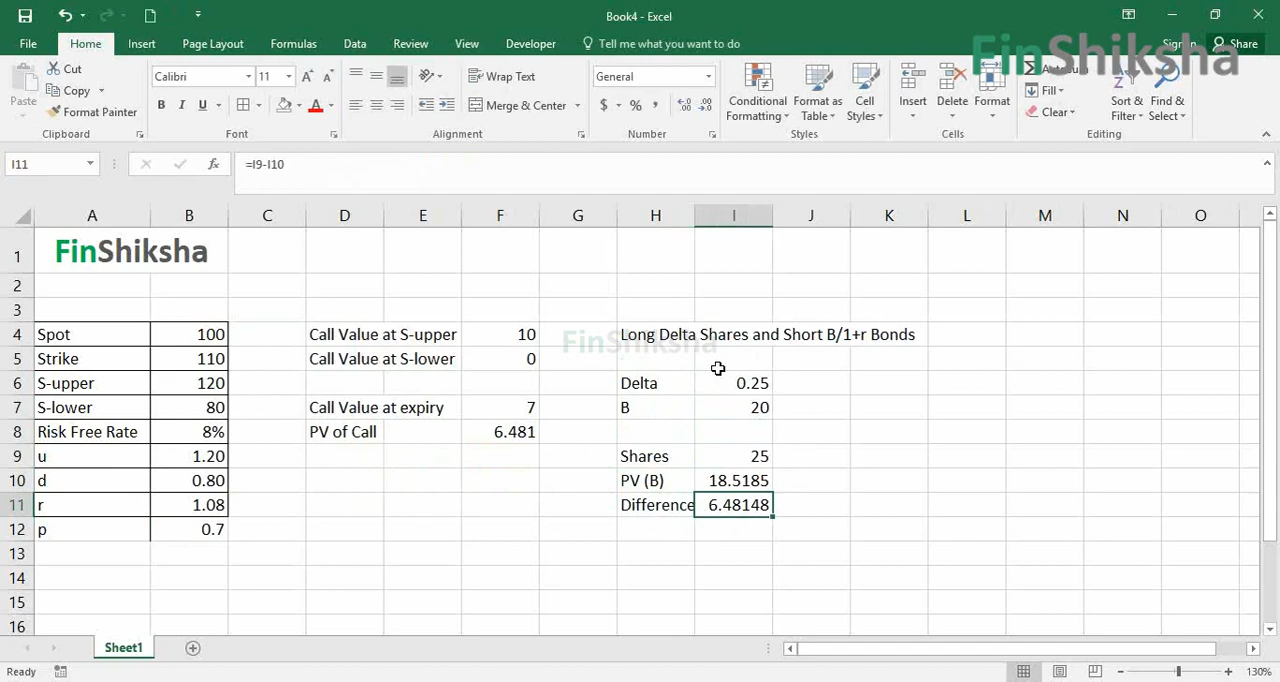 Book4 - Excel
File Home Insert Page Layout Formulas Data Review View Developer Tell me what you want to do Share
FinShiksha
Paste Cut Copy Format Painter
Calibri 11
B I U
Wrap Text
Merge & Center
General
$ % ,
Conditional Formatting
Format as Table
Cell Styles
Insert Delete Format
Fill
Clear
Sort & Filter
Find & Select
Clipboard Font Alignment Number Styles Cells Editing
I11 fx =I9-I10
A B C D E F G H I J K L M N O
1 FinShiksha
2
3
4 Spot 100 Call Value at S-upper 10 Long Delta Shares and Short B/1+r Bonds
FinShiksha
5 Strike 110 Call Value at S-lower 0
6 S-upper 120 Delta 0.25
7 S-lower 80 Call Value at expiry 7 B 20
8 Risk Free Rate 8% PV of Call 6.481
9 u 1.20 Shares 25
10 d 0.80 PV (B) 18.5185
11 r 1.08 Difference 6.48148
12 p 0.7
13
14
15
16
Sheet1
Ready 130%